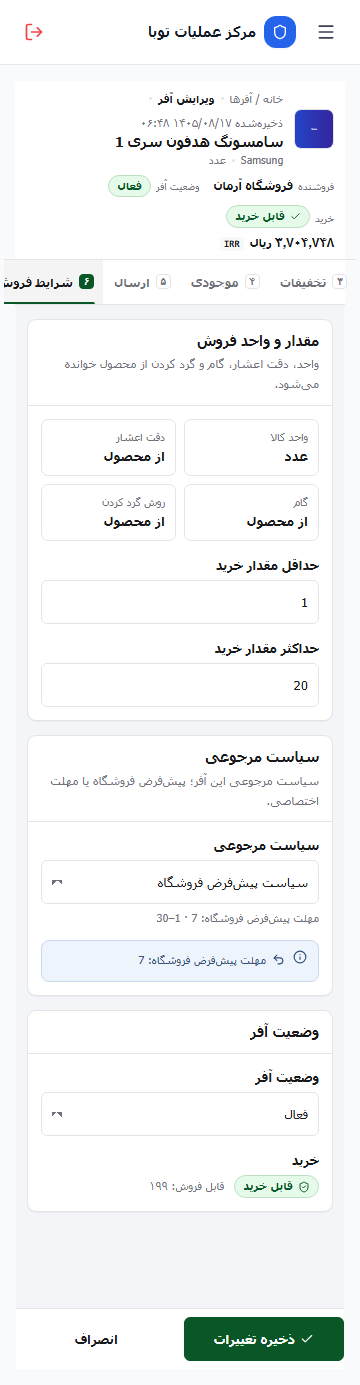 مرکز عملیات توبا
خانه / آفرها • ویرایش آفر •
ذخیره‌شده ۱۴۰۵/۰۸/۱۷ ۰۶:۴۸
سامسونگ هدفون سری 1
Samsung • عدد
فروشنده فروشگاه آرمان وضعیت آفر فعال
خرید قابل خرید
۳,۷۰۴,۷۴۸ ریال IRR
۳ تخفیفات ۴ موجودی ۵ ارسال ۶ شرایط فروش
مقدار و واحد فروش
واحد، دقت اعشار، گام و گرد کردن از محصول خوانده
می‌شود.
واحد کالا دقت اعشار
عدد از محصول
گام روش گرد کردن
از محصول از محصول
حداقل مقدار خرید
1
حداکثر مقدار خرید
20
سیاست مرجوعی
سیاست مرجوعی این آفر؛ پیش‌فرض فروشگاه یا مهلت
اختصاصی.
سیاست مرجوعی
سیاست پیش‌فرض فروشگاه
مهلت پیش‌فرض فروشگاه: 7 · 1–30
مهلت پیش‌فرض فروشگاه: 7
وضعیت آفر
وضعیت آفر
فعال
خرید
قابل خرید قابل فروش: ۱۹۹
ذخیره تغییرات انصراف